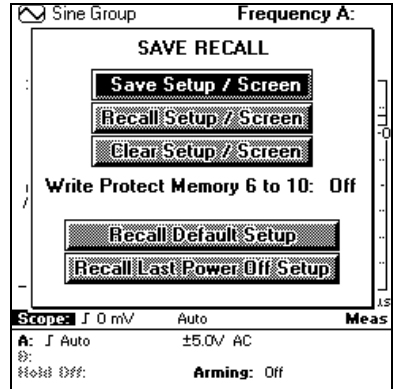 Sine Group Frequency A:
SAVE RECALL
Save Setup / Screen
Recall Setup / Screen
Clear Setup / Screen
Write Protect Memory 6 to 10: Off
Recall Default Setup
Recall Last Power Off Setup
Scope: ᒋ 0 mV Auto Meas
A: ᒋ Auto ±5.0V AC
B:
Hold Off: Arming: Off